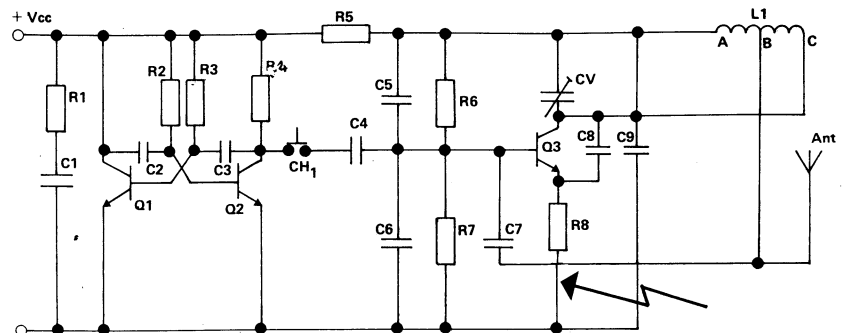 L1
+ Vcc
R5
A B C
R2 R3 R4
CV
R1
C5
R6
C4
C8 C9
Ant
C2 C3
Q3
C1
CH1
Q1 Q2
C6 R7 C7 R8